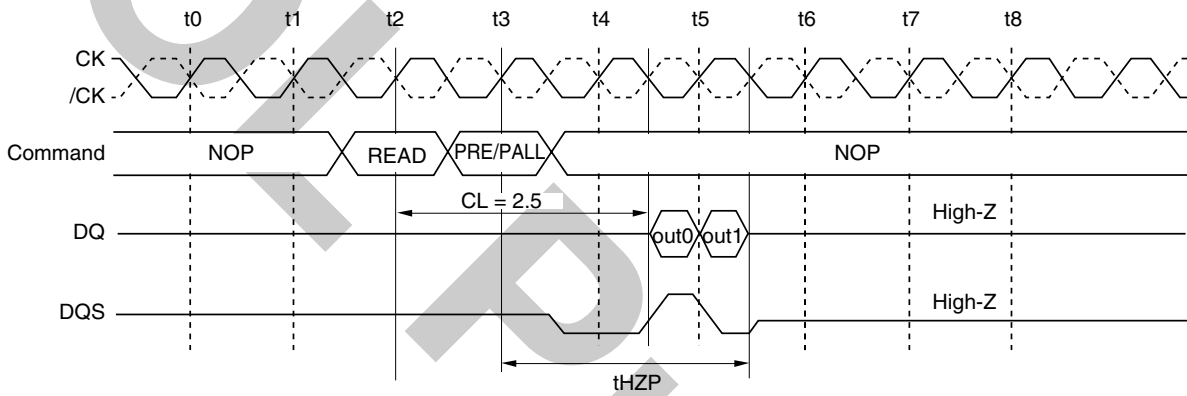 t0 t1 t2 t3 t4 t5 t6 t7 t8
CK
/CK
Command NOP READ PRE/PALL NOP
CL = 2.5
DQ out0 out1 High-Z
DQS High-Z
tHZP